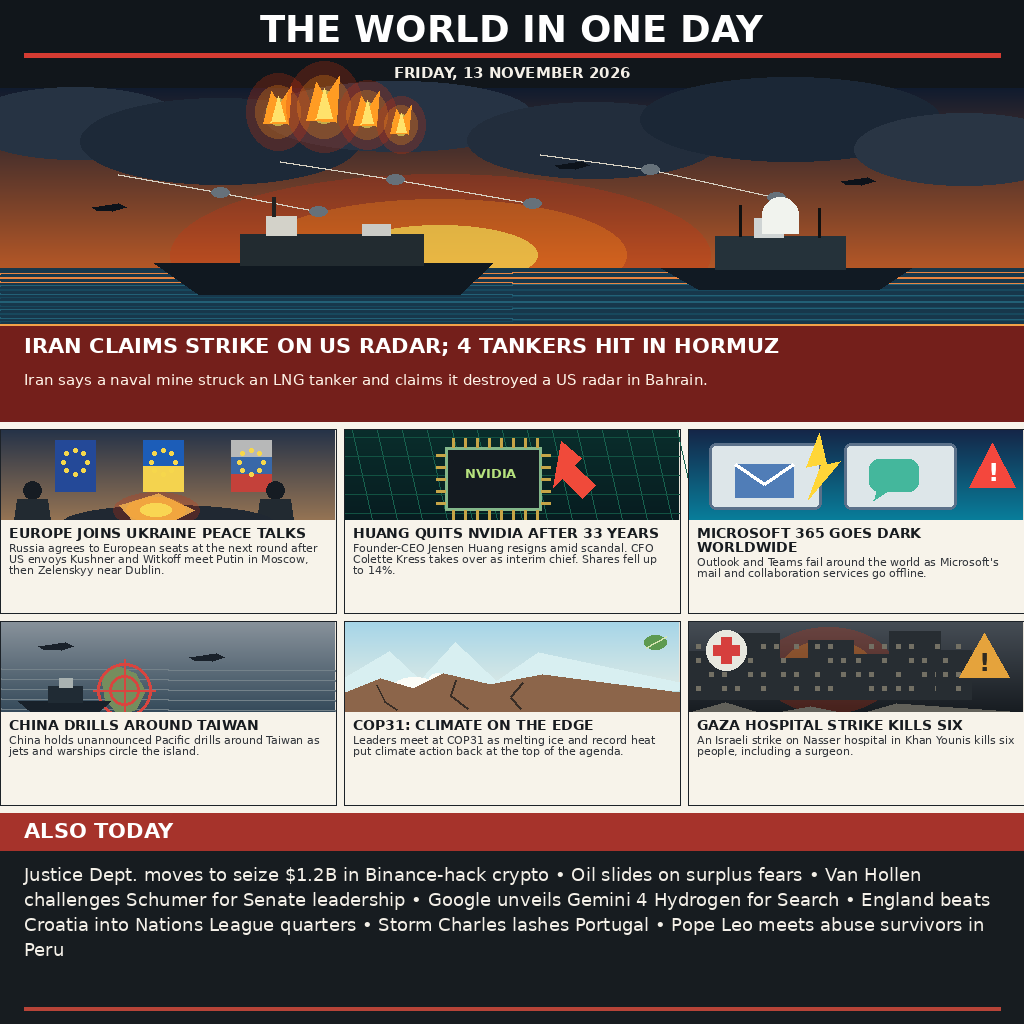 THE WORLD IN ONE DAY
FRIDAY, 13 NOVEMBER 2026
IRAN CLAIMS STRIKE ON US RADAR; 4 TANKERS HIT IN HORMUZ
Iran says a naval mine struck an LNG tanker and claims it destroyed a US radar in Bahrain.
EUROPE JOINS UKRAINE PEACE TALKS
Russia agrees to European seats at the next round after
US envoys Kushner and Witkoff meet Putin in Moscow,
then Zelenskyy near Dublin.
NVIDIA
HUANG QUITS NVIDIA AFTER 33 YEARS
Founder-CEO Jensen Huang resigns amid scandal. CFO
Colette Kress takes over as interim chief. Shares fell up
to 14%.
!
MICROSOFT 365 GOES DARK
WORLDWIDE
Outlook and Teams fail around the world as Microsoft's
mail and collaboration services go offline.
CHINA DRILLS AROUND TAIWAN
China holds unannounced Pacific drills around Taiwan as
jets and warships circle the island.
COP31: CLIMATE ON THE EDGE
Leaders meet at COP31 as melting ice and record heat
put climate action back at the top of the agenda.
!
GAZA HOSPITAL STRIKE KILLS SIX
An Israeli strike on Nasser hospital in Khan Younis kills six
people, including a surgeon.
ALSO TODAY
Justice Dept. moves to seize $1.2B in Binance-hack crypto • Oil slides on surplus fears • Van Hollen
challenges Schumer for Senate leadership • Google unveils Gemini 4 Hydrogen for Search • England beats
Croatia into Nations League quarters • Storm Charles lashes Portugal • Pope Leo meets abuse survivors in
Peru